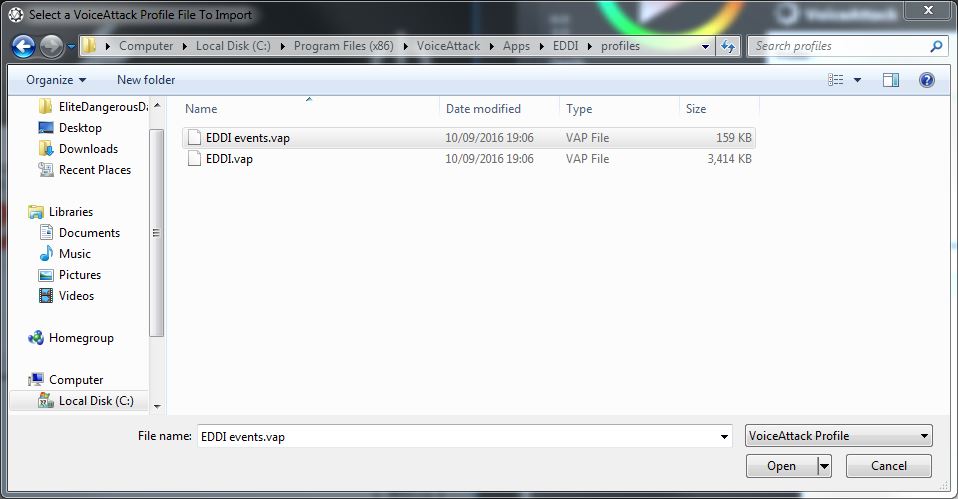 Select a VoiceAttack Profile File To Import
VoiceAttack
Computer Local Disk (C:) Program Files (x86) VoiceAttack Apps EDDI profiles Search profiles
Organize New folder
Name Date modified Type Size
EliteDangerousDa
Desktop
Downloads
Recent Places
Libraries
Documents
Music
Pictures
Videos
Homegroup
Computer
Local Disk (C:)
EDDI events.vap 10/09/2016 19:06 VAP File 159 KB
EDDI.vap 10/09/2016 19:06 VAP File 3,414 KB
File name: EDDI events.vap VoiceAttack Profile
Open Cancel